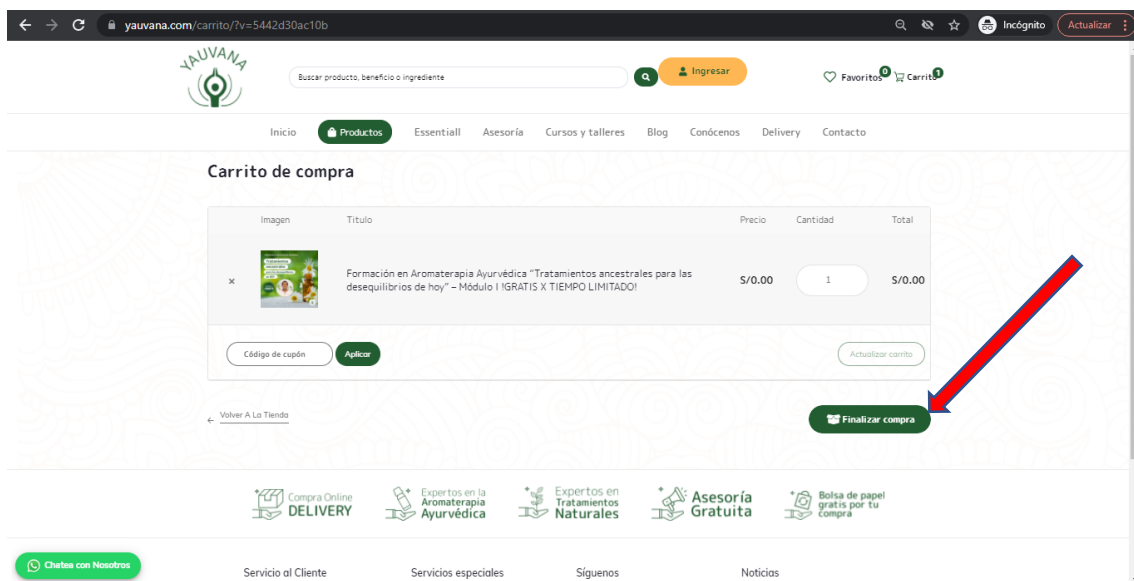 yauvana.com/carrito/?v=5442d30ac10b
Incógnito
Actualizar
YAUVANA
Buscar producto, beneficio o ingrediente
Ingresar
Favoritos 0
Carrito 1
Inicio
Productos
Essentiall
Asesoría
Cursos y talleres
Blog
Conócenos
Delivery
Contacto
Carrito de compra
Imagen
Titulo
Precio
Cantidad
Total
×
Formación en Aromaterapia Ayurvédica "Tratamientos ancestrales para las
desequilibrios de hoy" – Módulo I !GRATIS X TIEMPO LIMITADO!
S/0.00
1
S/0.00
Código de cupón
Aplicar
Actualizar carrito
← Volver A La Tienda
Finalizar compra
Compra Online
DELIVERY
Expertos en la
Aromaterapia
Ayurvédica
Expertos en
Tratamientos
Naturales
Asesoría
Gratuita
Bolsa de papel
gratis por tu
compra
Chatea con Nosotros
Servicio al Cliente
Servicios especiales
Síguenos
Noticias